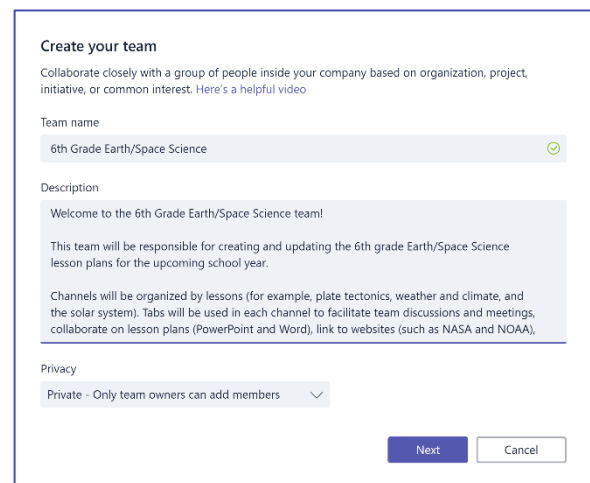 Create your team
Collaborate closely with a group of people inside your company based on organization, project,
initiative, or common interest. Here's a helpful video
Team name
6th Grade Earth/Space Science
Description
Welcome to the 6th Grade Earth/Space Science team!
This team will be responsible for creating and updating the 6th grade Earth/Space Science
lesson plans for the upcoming school year.
Channels will be organized by lessons (for example, plate tectonics, weather and climate, and
the solar system). Tabs will be used in each channel to facilitate team discussions and meetings,
collaborate on lesson plans (PowerPoint and Word), link to websites (such as NASA and NOAA),
Privacy
Private - Only team owners can add members
Next Cancel